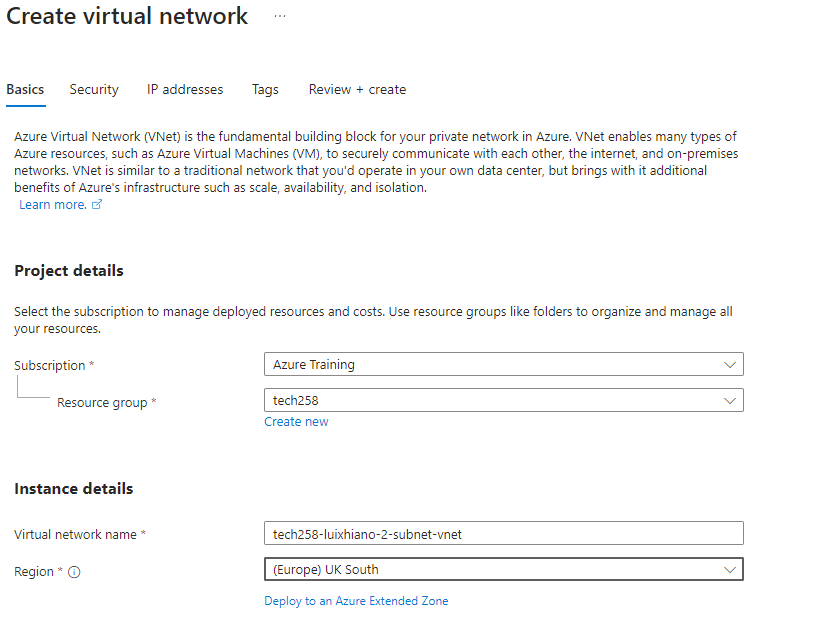 Create virtual network ...
Basics Security IP addresses Tags Review + create
Azure Virtual Network (VNet) is the fundamental building block for your private network in Azure. VNet enables many types of
Azure resources, such as Azure Virtual Machines (VM), to securely communicate with each other, the internet, and on-premises
networks. VNet is similar to a traditional network that you'd operate in your own data center, but brings with it additional
benefits of Azure's infrastructure such as scale, availability, and isolation.
Learn more.
Project details
Select the subscription to manage deployed resources and costs. Use resource groups like folders to organize and manage all
your resources.
Subscription * Azure Training
Resource group * tech258
Create new
Instance details
Virtual network name * tech258-luixhiano-2-subnet-vnet
Region * (Europe) UK South
Deploy to an Azure Extended Zone